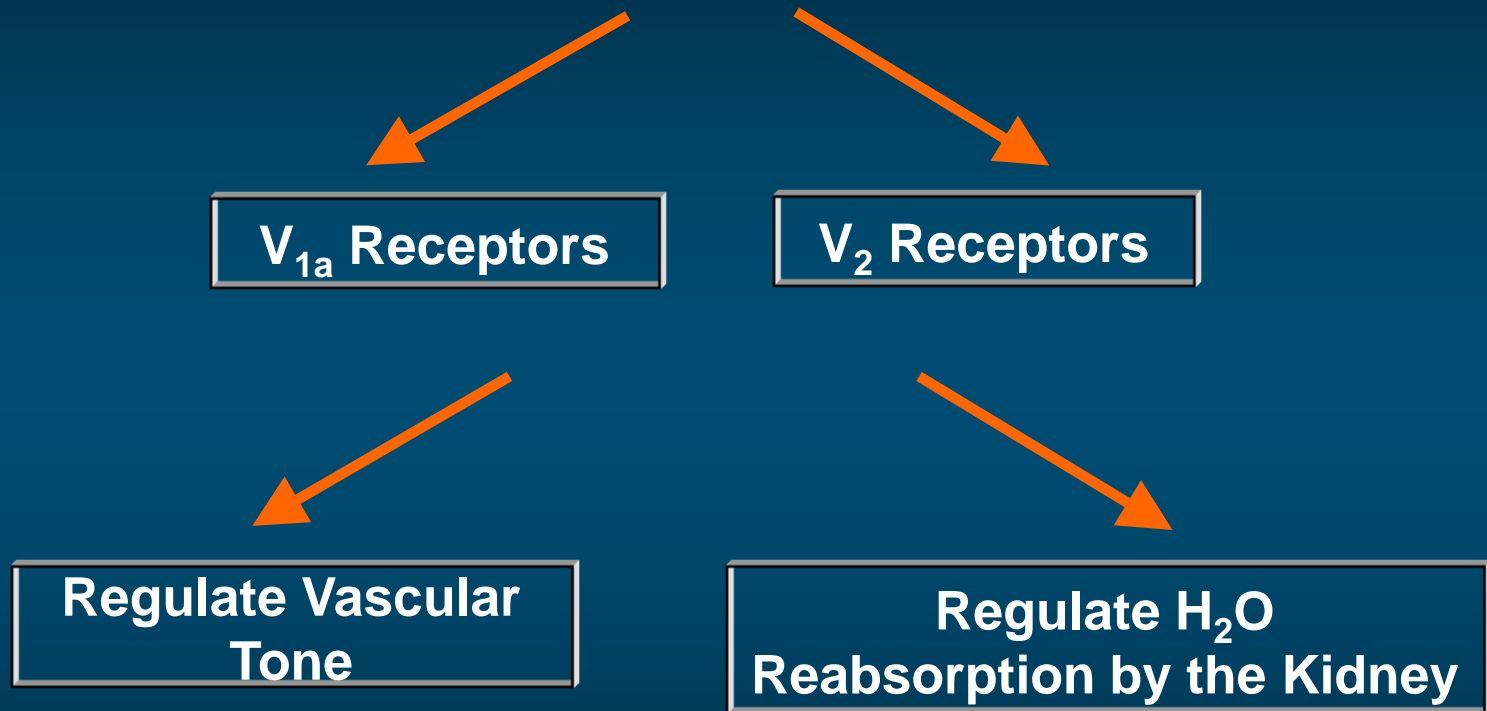 V₁ₐ Receptors
V₂ Receptors
Regulate Vascular
Tone
Regulate H₂O
Reabsorption by the Kidney